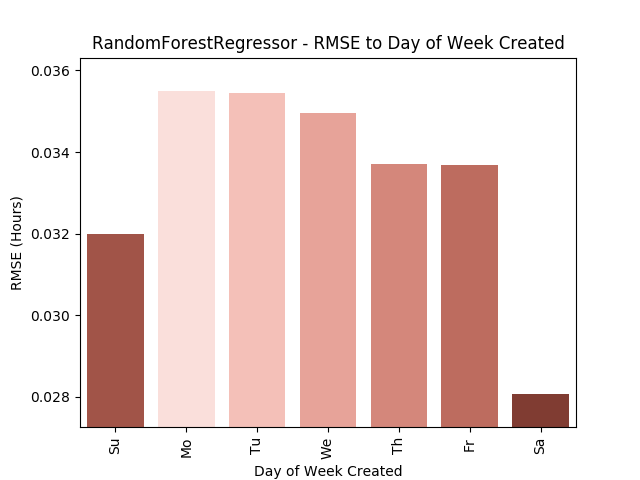 RandomForestRegressor - RMSE to Day of Week Created
0.036
0.034
0.032
0.030
0.028
RMSE (Hours)
Su
Mo
Tu
We
Th
Fr
Sa
Day of Week Created